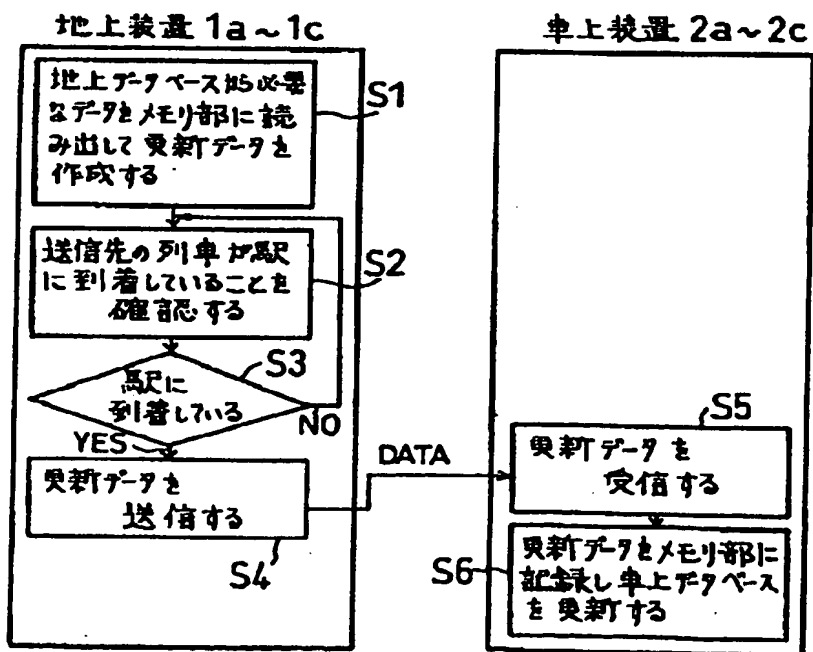 地上装置 1a~1c
地上データベースから必要
なデータをメモリ部に読
み出して更新データを
作成する
S1
送信先の列車が駅
に到着していることを
確認する
S2
S3
駅に
到着している
NO
YES
更新データを
送信する
S4
DATA
車上装置 2a~2c
S5
更新データを
受信する
S6
更新データをメモリ部に
記録し車上データベース
を更新する